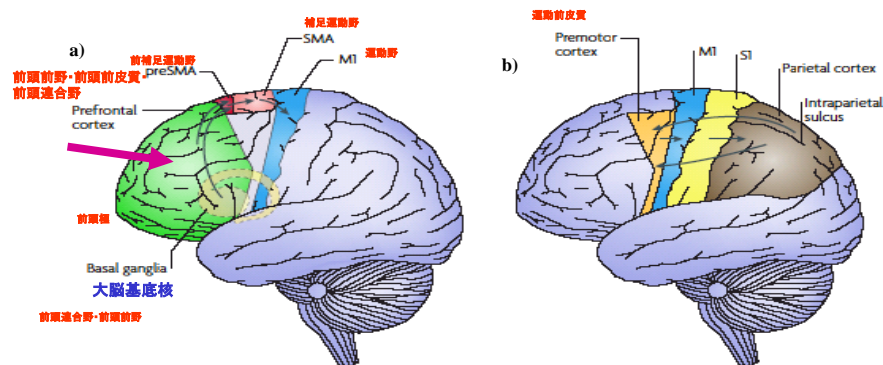 a)
補足運動野
SMA
前補足運動野
preSMA
M1 運動野
前頭前野・前頭前皮質・
前頭連合野
Prefrontal
cortex
前頭極
Basal ganglia
大脳基底核
前頭連合野・前頭前野
運動前皮質
b)
Premotor
cortex
M1
S1
Parietal cortex
Intraparietal
sulcus